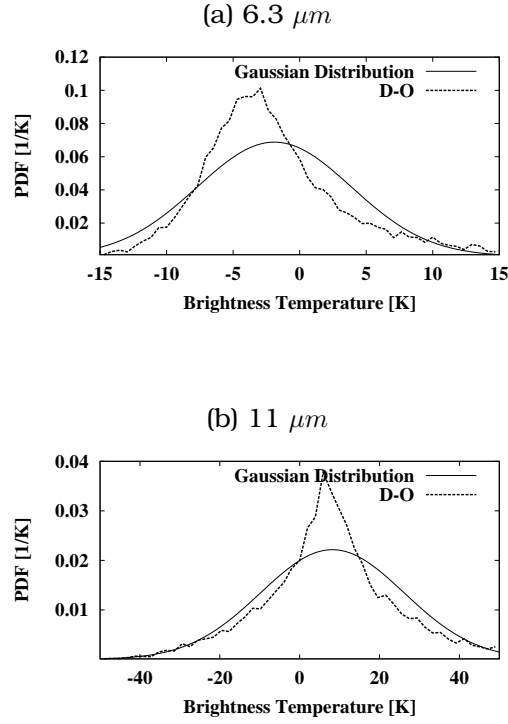 (a) 6.3 μm
0.12
0.1
0.08
0.06
0.04
0.02
PDF [1/K]
Gaussian Distribution
D-O
-15 -10 -5 0 5 10 15
Brightness Temperature [K]
(b) 11 μm
0.04
0.03
0.02
0.01
PDF [1/K]
Gaussian Distribution
D-O
-40 -20 0 20 40
Brightness Temperature [K]